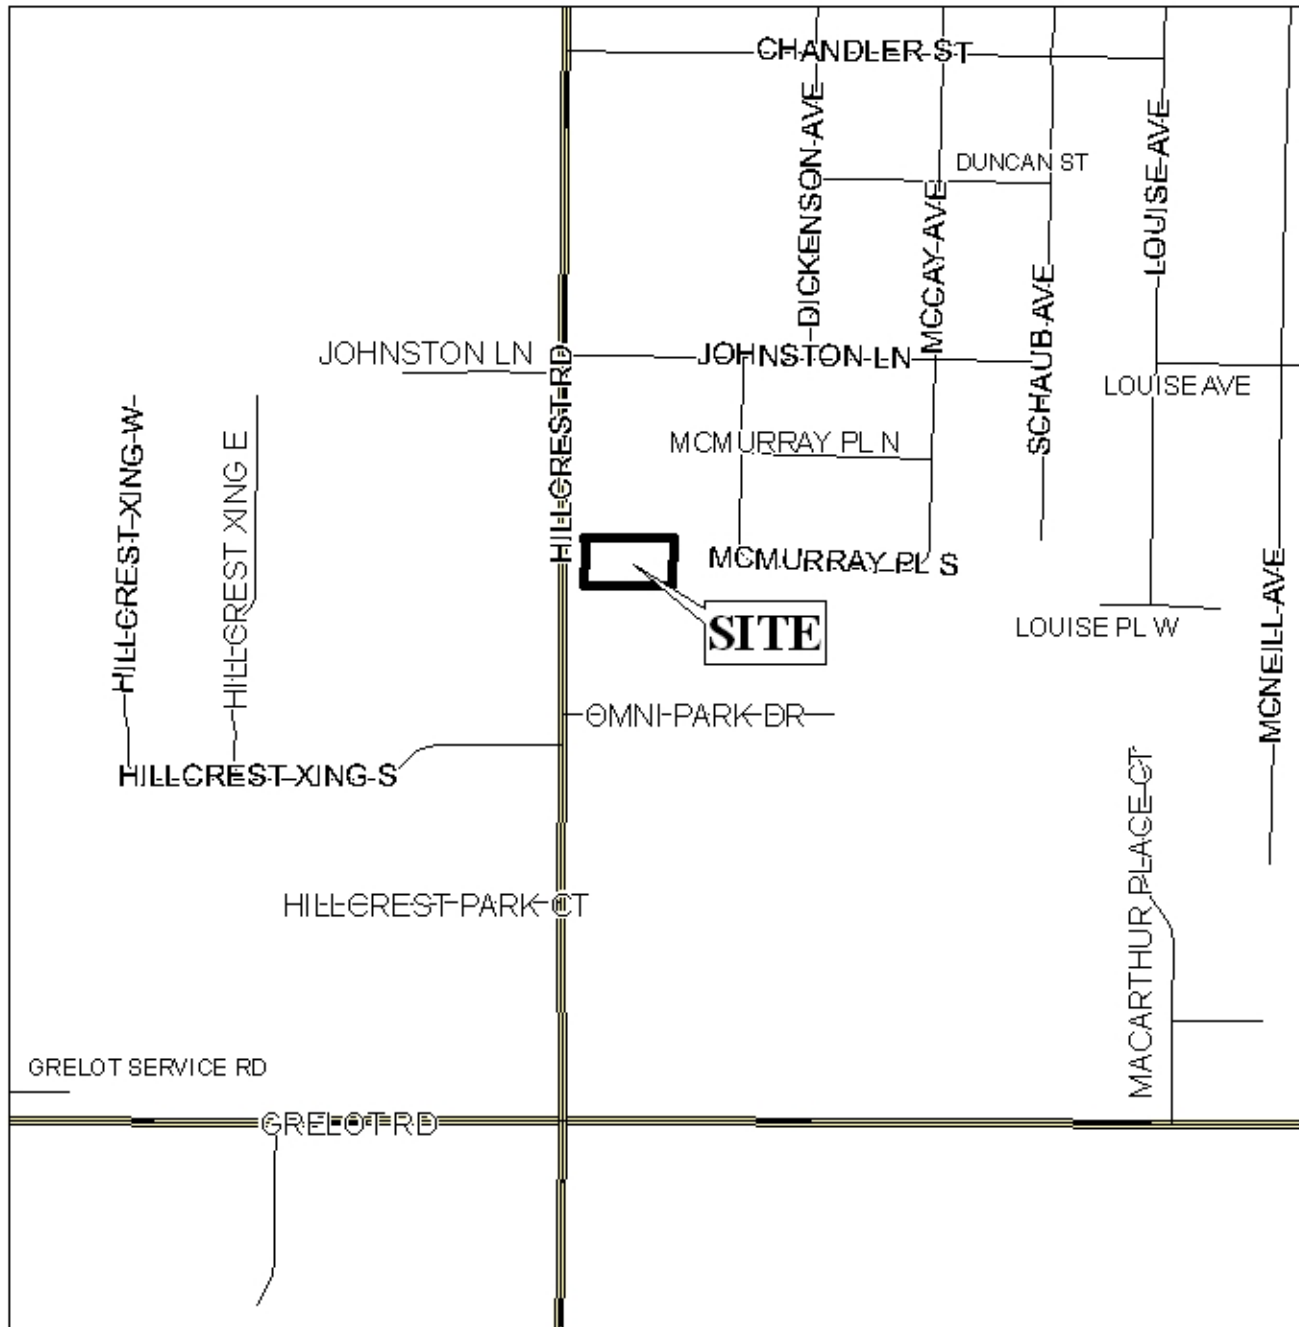 CHANDLER ST
DICKENSON AVE
DUNCAN ST
MCCAY AVE
LOUISE AVE
SCHAUB AVE
JOHNSTON LN
HILLCREST RD
JOHNSTON LN
LOUISE AVE
HILLCREST XING W
HILLCREST XING E
MCMURRAY PL N
MCMURRAY PL S
SITE
LOUISE PL W
MCNEILL AVE
OMNI PARK DR
HILLCREST XING S
MACARTHUR PLACE CT
HILLCREST PARK CT
GRELOT SERVICE RD
GRELOT RD